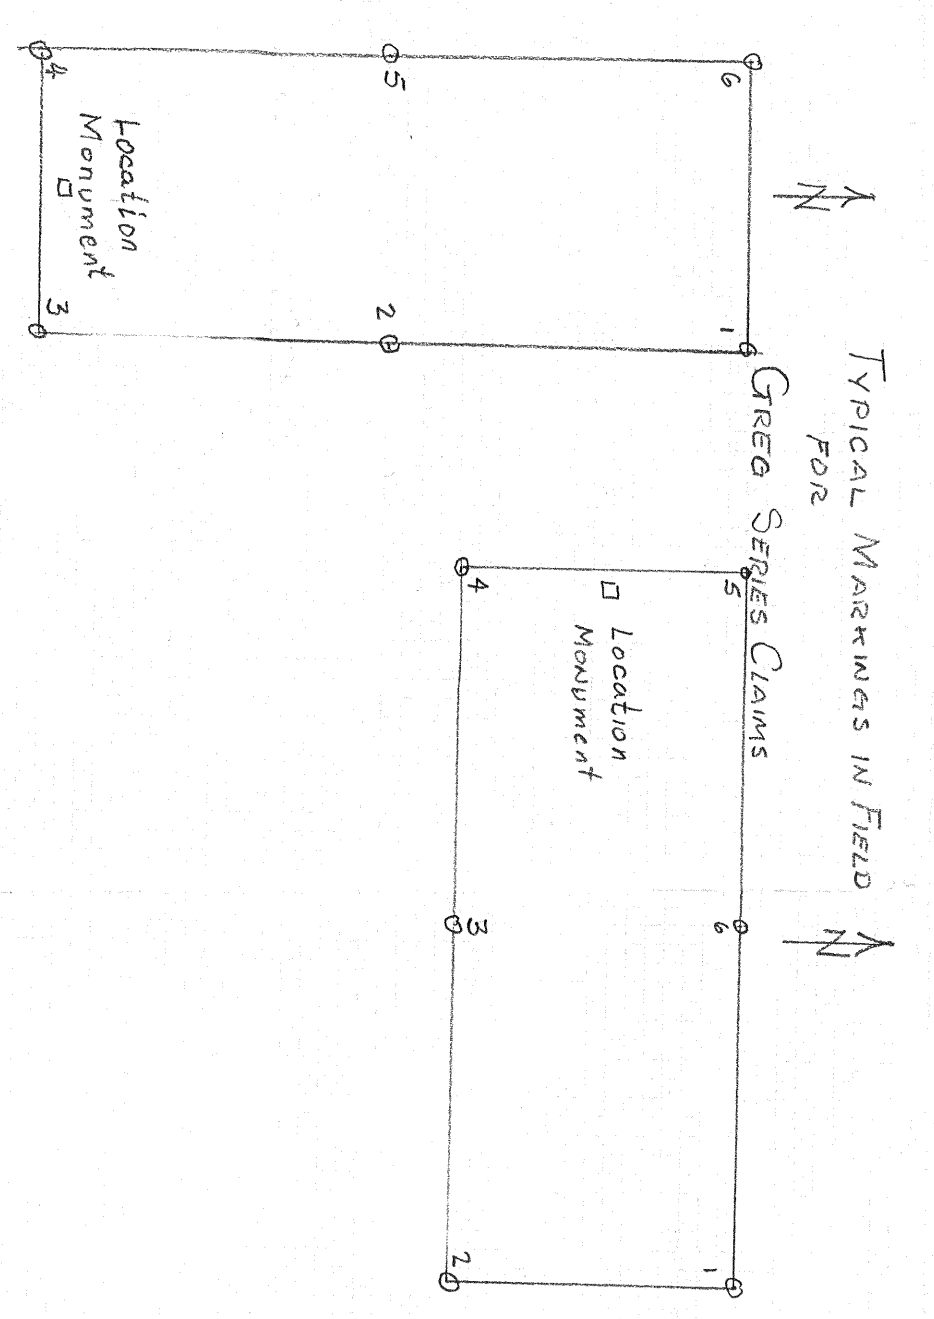 TYPICAL MARKINGS IN FIELD
FOR
GREG SERIES CLAIMS
N
N
6
1
5
2
4
3
Location
Monument
5
6
1
4
3
2
Location
Monument